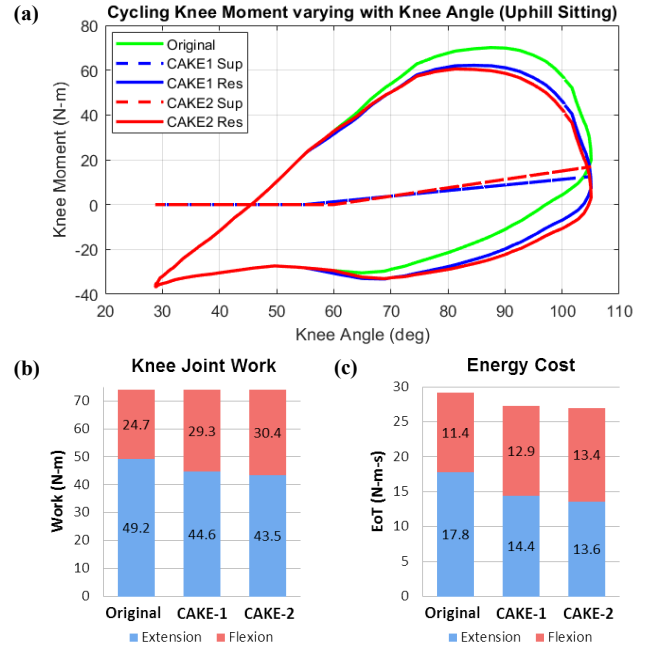 (a)
Cycling Knee Moment varying with Knee Angle (Uphill Sitting)
80
60
40
20
0
-20
-40
Knee Moment (N-m)
Original
CAKE1 Sup
CAKE1 Res
CAKE2 Sup
CAKE2 Res
20 30 40 50 60 70 80 90 100 110
Knee Angle (deg)
(b)
Knee Joint Work
70
60
50
40
30
20
10
0
Work (N-m)
24.7 29.3 30.4
49.2 44.6 43.5
Original CAKE-1 CAKE-2
Extension Flexion
(c)
Energy Cost
30
25
20
15
10
5
0
EoT (N-m-s)
11.4 12.9 13.4
17.8 14.4 13.6
Original CAKE-1 CAKE-2
Extension Flexion